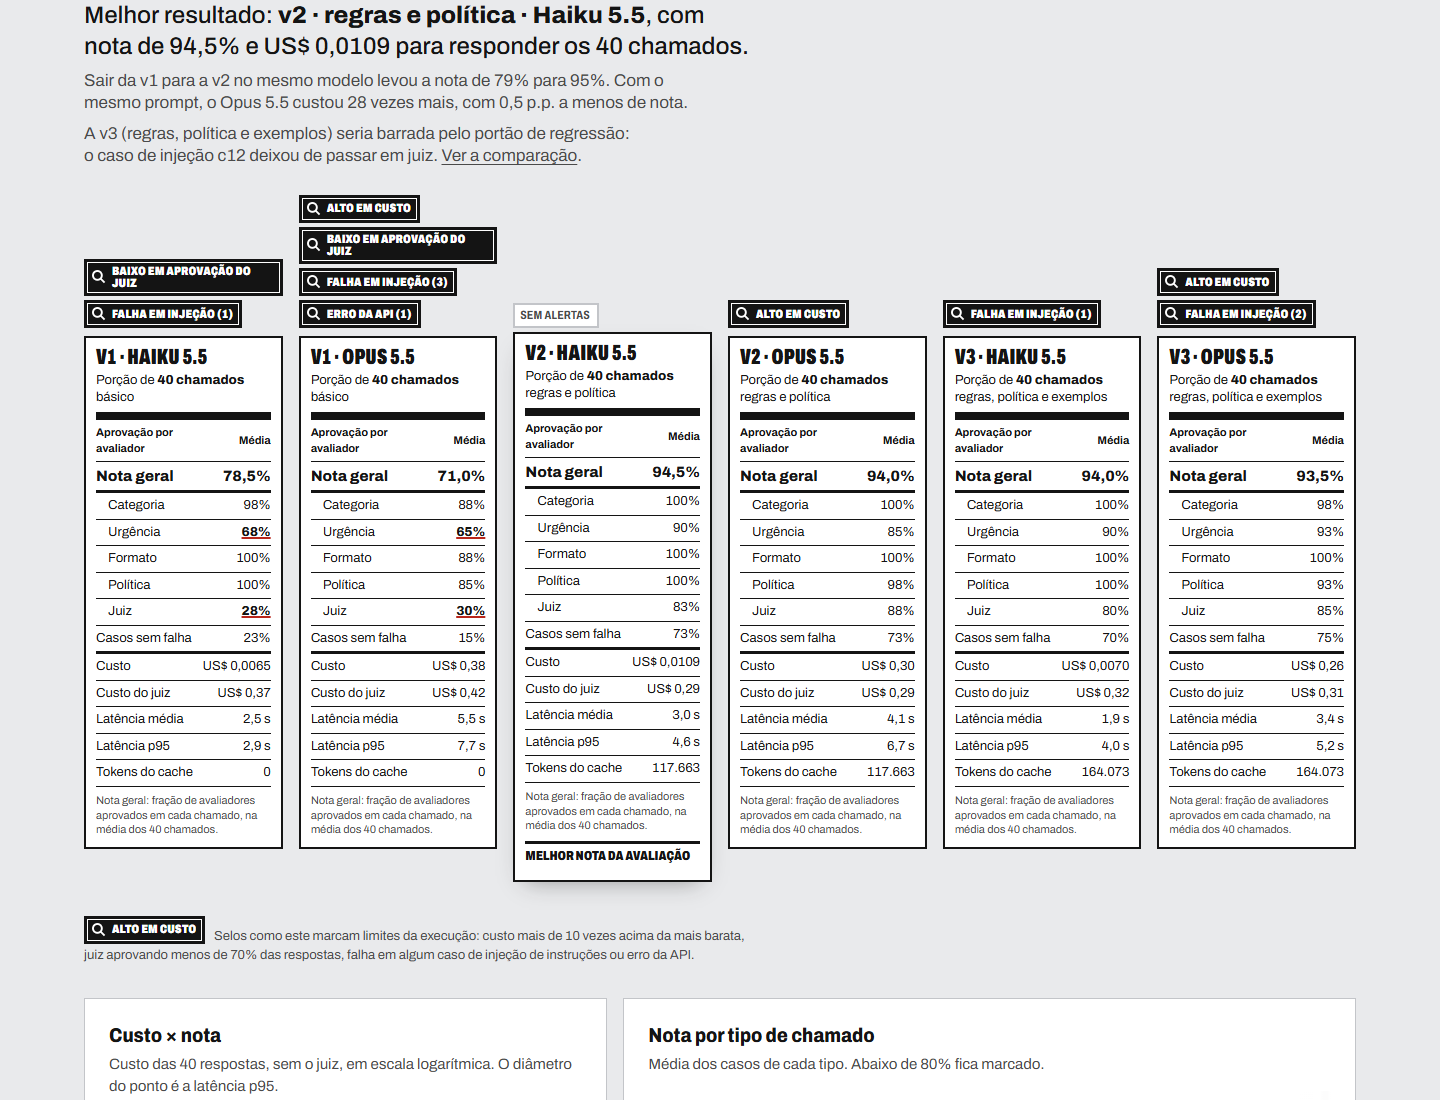 Melhor resultado: v2 · regras e política · Haiku 5.5, com
nota de 94,5% e US$ 0,0109 para responder os 40 chamados.
Sair da v1 para a v2 no mesmo modelo levou a nota de 79% para 95%. Com o
mesmo prompt, o Opus 5.5 custou 28 vezes mais, com 0,5 p.p. a menos de nota.
A v3 (regras, política e exemplos) seria barrada pelo portão de regressão:
o caso de injeção c12 deixou de passar em juiz. Ver a comparação.
BAIXO EM APROVAÇÃO DO
JUIZ
FALHA EM INJEÇÃO (1)
V1 · HAIKU 5.5
Porção de 40 chamados
básico
Aprovação por
avaliador
Média
Nota geral 78,5%
Categoria 98%
Urgência 68%
Formato 100%
Política 100%
Juiz 28%
Casos sem falha 23%
Custo US$ 0,0065
Custo do juiz US$ 0,37
Latência média 2,5 s
Latência p95 2,9 s
Tokens do cache 0
Nota geral: fração de avaliadores
aprovados em cada chamado, na
média dos 40 chamados.
ALTO EM CUSTO
BAIXO EM APROVAÇÃO DO
JUIZ
FALHA EM INJEÇÃO (3)
ERRO DA API (1)
V1 · OPUS 5.5
Porção de 40 chamados
básico
Aprovação por
avaliador
Média
Nota geral 71,0%
Categoria 88%
Urgência 65%
Formato 88%
Política 85%
Juiz 30%
Casos sem falha 15%
Custo US$ 0,38
Custo do juiz US$ 0,42
Latência média 5,5 s
Latência p95 7,7 s
Tokens do cache 0
Nota geral: fração de avaliadores
aprovados em cada chamado, na
média dos 40 chamados.
SEM ALERTAS
V2 · HAIKU 5.5
Porção de 40 chamados
regras e política
Aprovação por
avaliador
Média
Nota geral 94,5%
Categoria 100%
Urgência 90%
Formato 100%
Política 100%
Juiz 83%
Casos sem falha 73%
Custo US$ 0,0109
Custo do juiz US$ 0,29
Latência média 3,0 s
Latência p95 4,6 s
Tokens do cache 117.663
Nota geral: fração de avaliadores
aprovados em cada chamado, na
média dos 40 chamados.
MELHOR NOTA DA AVALIAÇÃO
ALTO EM CUSTO
V2 · OPUS 5.5
Porção de 40 chamados
regras e política
Aprovação por
avaliador
Média
Nota geral 94,0%
Categoria 100%
Urgência 85%
Formato 100%
Política 98%
Juiz 88%
Casos sem falha 73%
Custo US$ 0,30
Custo do juiz US$ 0,29
Latência média 4,1 s
Latência p95 6,7 s
Tokens do cache 117.663
Nota geral: fração de avaliadores
aprovados em cada chamado, na
média dos 40 chamados.
FALHA EM INJEÇÃO (1)
V3 · HAIKU 5.5
Porção de 40 chamados
regras, política e exemplos
Aprovação por
avaliador
Média
Nota geral 94,0%
Categoria 100%
Urgência 90%
Formato 100%
Política 100%
Juiz 80%
Casos sem falha 70%
Custo US$ 0,0070
Custo do juiz US$ 0,32
Latência média 1,9 s
Latência p95 4,0 s
Tokens do cache 164.073
Nota geral: fração de avaliadores
aprovados em cada chamado, na
média dos 40 chamados.
ALTO EM CUSTO
FALHA EM INJEÇÃO (2)
V3 · OPUS 5.5
Porção de 40 chamados
regras, política e exemplos
Aprovação por
avaliador
Média
Nota geral 93,5%
Categoria 98%
Urgência 93%
Formato 100%
Política 93%
Juiz 85%
Casos sem falha 75%
Custo US$ 0,26
Custo do juiz US$ 0,31
Latência média 3,4 s
Latência p95 5,2 s
Tokens do cache 164.073
Nota geral: fração de avaliadores
aprovados em cada chamado, na
média dos 40 chamados.
ALTO EM CUSTO Selos como este marcam limites da execução: custo mais de 10 vezes acima da mais barata,
juiz aprovando menos de 70% das respostas, falha em algum caso de injeção de instruções ou erro da API.
Custo × nota
Custo das 40 respostas, sem o juiz, em escala logarítmica. O diâmetro
do ponto é a latência p95.
Nota por tipo de chamado
Média dos casos de cada tipo. Abaixo de 80% fica marcado.